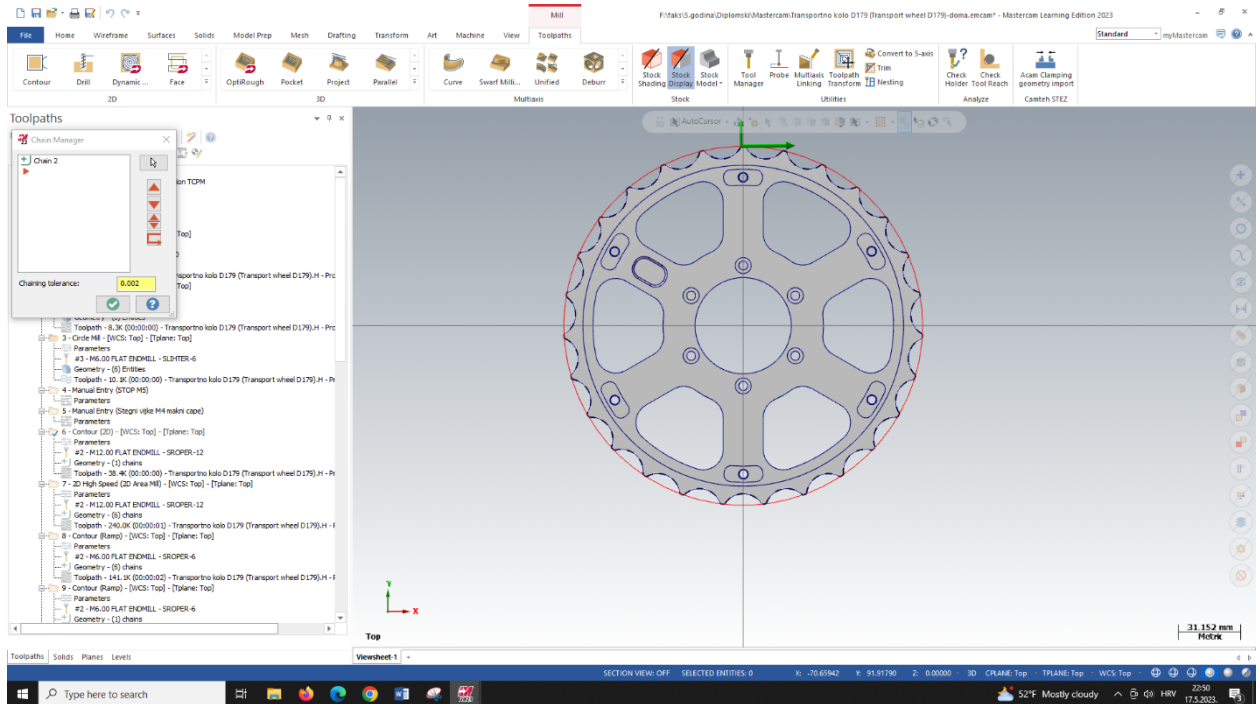 Mill
F:\faks\5.godina\Diplomski\Mastercam\Transportno kolo D179 (Transport wheel D179)-doma.emcam* - Mastercam Learning Edition 2023
File Home Wireframe Surfaces Solids Model Prep Mesh Drafting Transform Art Machine View Toolpaths
Standard myMastercam
Contour Drill Dynamic ... Face OptiRough Pocket Project Parallel Curve Swarf Milli... Unified Deburr
Stock Shading Stock Display Stock Model Tool Manager Probe Multiaxis Linking Toolpath Transform
Convert to 5-axis
Trim
Nesting
Check Holder Check Tool Reach Acam Clamping geometry import
2D 3D Multiaxis Stock Utilities Analyze Camteh STEZ
Toolpaths
AutoCursor
Chain Manager
Chain 2
ion TCPM
Top]
nsportno kolo D179 (Transport wheel D179).H - Pro
Top]
Chaining tolerance: 0.002
Toolpath - 8.3K (00:00:00) - Transportno kolo D179 (Transport wheel D179).H - Pro
3 - Circle Mill - [WCS: Top] - [Tplane: Top]
Parameters
#3 - M6.00 FLAT ENDMILL - SLIHTER-6
Geometry - (6) Entities
Toolpath - 10.1K (00:00:00) - Transportno kolo D179 (Transport wheel D179).H - Pr
4 - Manual Entry (STOP M5)
Parameters
5 - Manual Entry (Stegni vijke M4 makni cape)
Parameters
6 - Contour (2D) - [WCS: Top] - [Tplane: Top]
Parameters
#2 - M12.00 FLAT ENDMILL - SROPER-12
Geometry - (1) chains
Toolpath - 38.4K (00:00:00) - Transportno kolo D179 (Transport wheel D179).H - Pr
7 - 2D High Speed (2D Area Mill) - [WCS: Top] - [Tplane: Top]
Parameters
#2 - M12.00 FLAT ENDMILL - SROPER-12
Geometry - (6) chains
Toolpath - 240.0K (00:00:01) - Transportno kolo D179 (Transport wheel D179).H - F
8 - Contour (Ramp) - [WCS: Top] - [Tplane: Top]
Parameters
#2 - M6.00 FLAT ENDMILL - SROPER-6
Geometry - (6) chains
Toolpath - 141.1K (00:00:02) - Transportno kolo D179 (Transport wheel D179).H - F
9 - Contour (Ramp) - [WCS: Top] - [Tplane: Top]
Parameters
#2 - M6.00 FLAT ENDMILL - SROPER-6
Geometry - (1) chains
Y
X
Top
31.152 mm
Metric
Toolpaths Solids Planes Levels
Viewsheet-1 +
SECTION VIEW: OFF SELECTED ENTITIES: 0 X: -70.65942 Y: 91.91790 Z: 0.00000 3D CPLANE: Top TPLANE: Top WCS: Top
Type here to search
52°F Mostly cloudy HRV 22:50
17.5.2023.